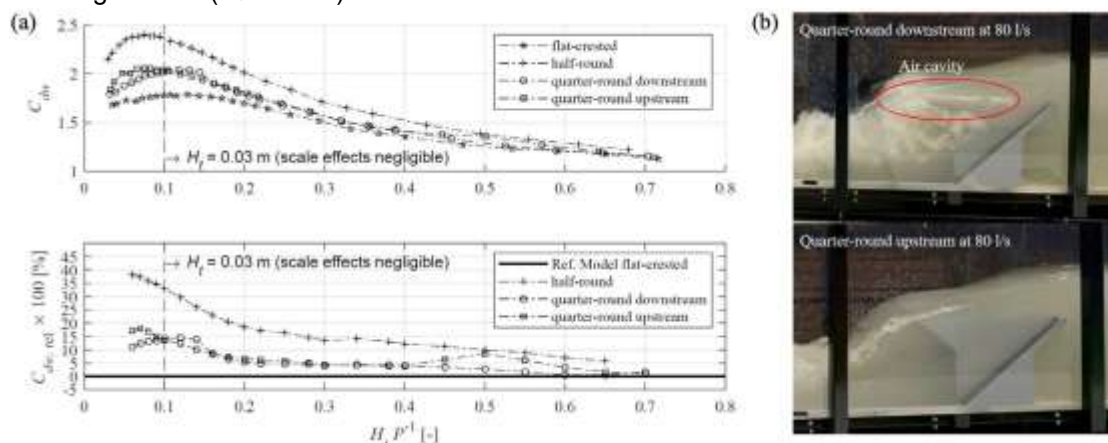 (a)
2.5
2
1.5
1
C_dw
flat-crested
half-round
quarter-round downstream
quarter-round upstream
H_t = 0.03 m (scale effects negligible)
0 0.1 0.2 0.3 0.4 0.5 0.6 0.7 0.8
45
40
35
30
25
20
15
10
5
0
-5
× 100 [%]
H_t = 0.03 m (scale effects negligible)
Ref. Model flat-crested
half-round
quarter-round downstream
quarter-round upstream
0 0.1 0.2 0.3 0.4 0.5 0.6 0.7 0.8
H_t P^-1 [-]
(b)
Quarter-round downstream at 80 l/s
Air cavity
Quarter-round upstream at 80 l/s